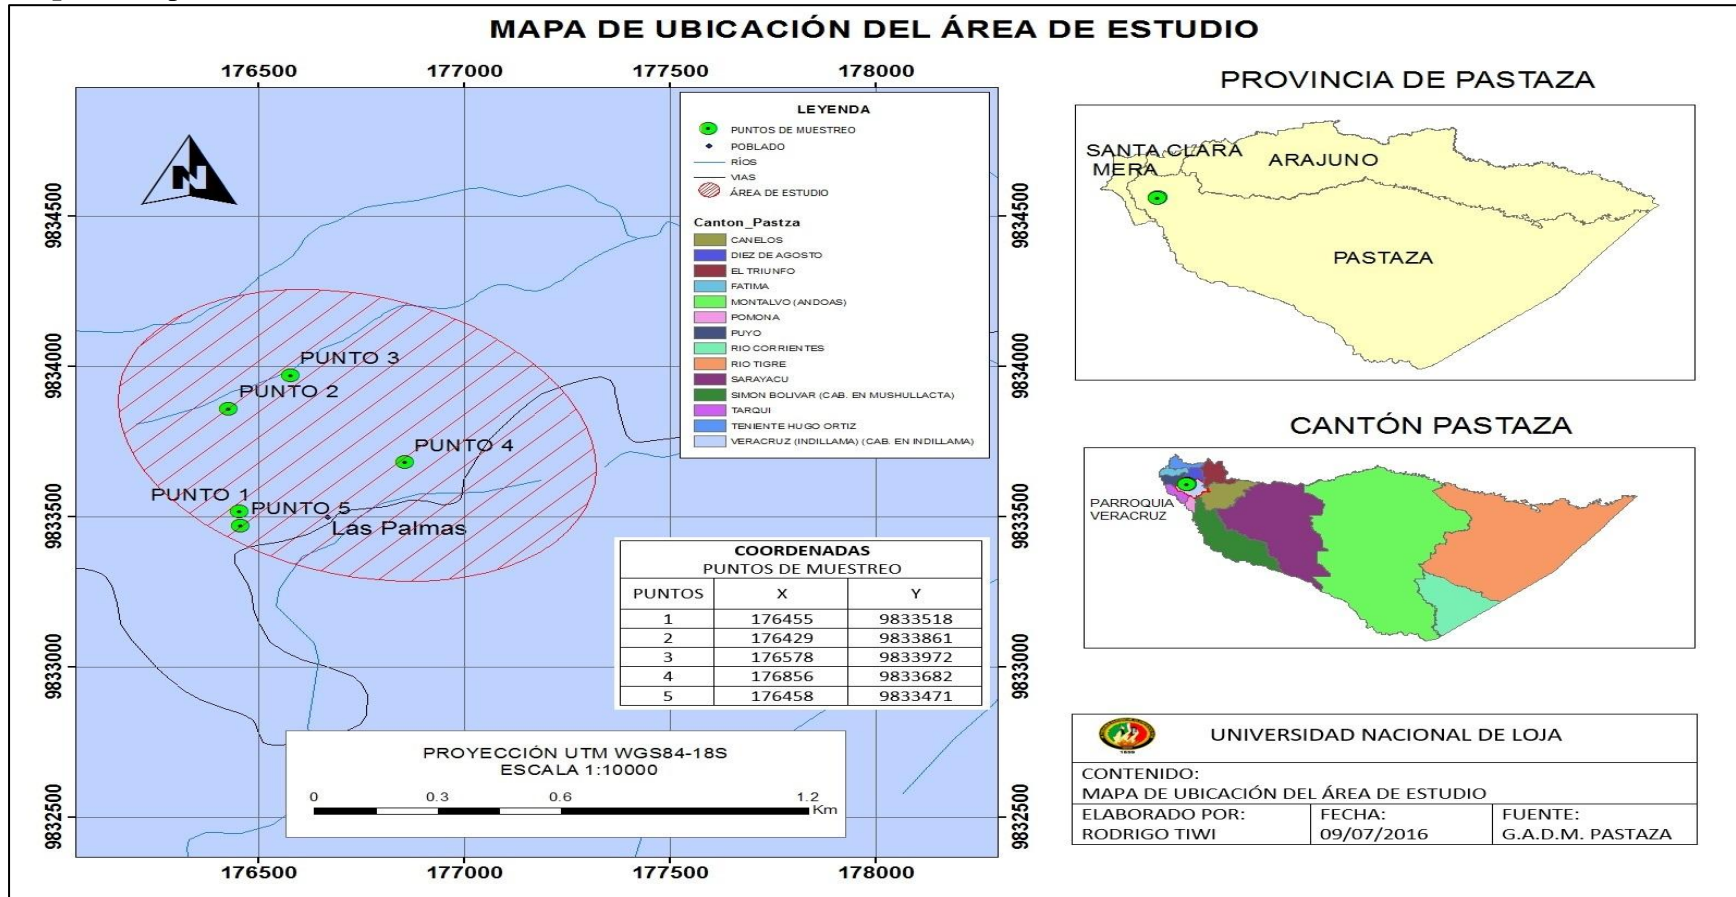 MAPA DE UBICACIÓN DEL ÁREA DE ESTUDIO
176500 177000 177500 178000
9834500
9834000
9833500
9833000
9832500
N
PUNTO 3
PUNTO 2
PUNTO 4
PUNTO 1
PUNTO 5
Las Palmas
LEYENDA
PUNTOS DE MUESTREO
POBLADO
RÍOS
VIAS
ÁREA DE ESTUDIO
Canton_Pastza
CANELOS
DIEZ DE AGOSTO
EL TRIUNFO
FATIMA
MONTALVO (ANDOAS)
POMONA
PUYO
RIO CORRIENTES
RIO TIGRE
SARAYACU
SIMON BOLIVAR (CAB. EN MUSHULLACTA)
TARQUI
TENIENTE HUGO ORTIZ
VERACRUZ (INDILLAMA) (CAB. EN INDILLAMA)
9834500
9834000
9833500
9833000
9832500
COORDENADAS
PUNTOS DE MUESTREO
PUNTOS X Y
1 176455 9833518
2 176429 9833861
3 176578 9833972
4 176856 9833682
5 176458 9833471
PROYECCIÓN UTM WGS84-18S
ESCALA 1:10000
0 0.3 0.6 1.2
Km
176500 177000 177500 178000
PROVINCIA DE PASTAZA
SANTA CLARA
MERA
ARAJUNO
PASTAZA
CANTÓN PASTAZA
PARROQUIA
VERACRUZ
1859
UNIVERSIDAD NACIONAL DE LOJA
CONTENIDO:
MAPA DE UBICACIÓN DEL ÁREA DE ESTUDIO
ELABORADO POR:
RODRIGO TIWI
FECHA:
09/07/2016
FUENTE:
G.A.D.M. PASTAZA